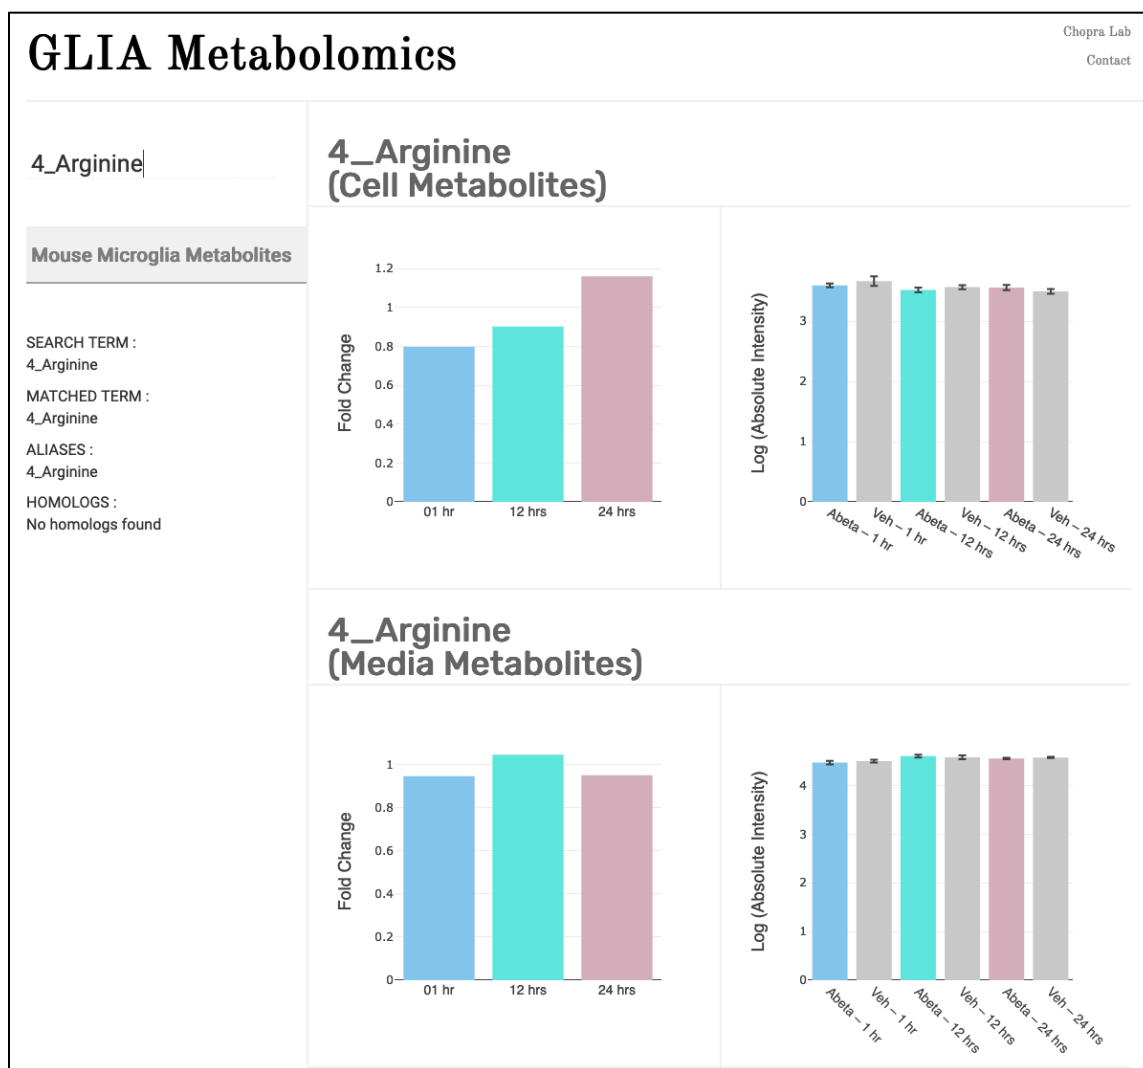 GLIA Metabolomics
Chopra Lab
Contact
4_Arginine
Mouse Microglia Metabolites
SEARCH TERM :
4_Arginine
MATCHED TERM :
4_Arginine
ALIASES :
4_Arginine
HOMOLOGS :
No homologs found
4_Arginine
(Cell Metabolites)
Fold Change
1.2
1
0.8
0.6
0.4
0.2
0
01 hr
12 hrs
24 hrs
Log (Absolute Intensity)
3
2
1
0
Abeta – 1 hr
Veh – 1 hr
Abeta – 12 hrs
Veh – 12 hrs
Abeta – 24 hrs
Veh – 24 hrs
4_Arginine
(Media Metabolites)
Fold Change
1
0.8
0.6
0.4
0.2
0
01 hr
12 hrs
24 hrs
Log (Absolute Intensity)
4
3
2
1
0
Abeta – 1 hr
Veh – 1 hr
Abeta – 12 hrs
Veh – 12 hrs
Abeta – 24 hrs
Veh – 24 hrs